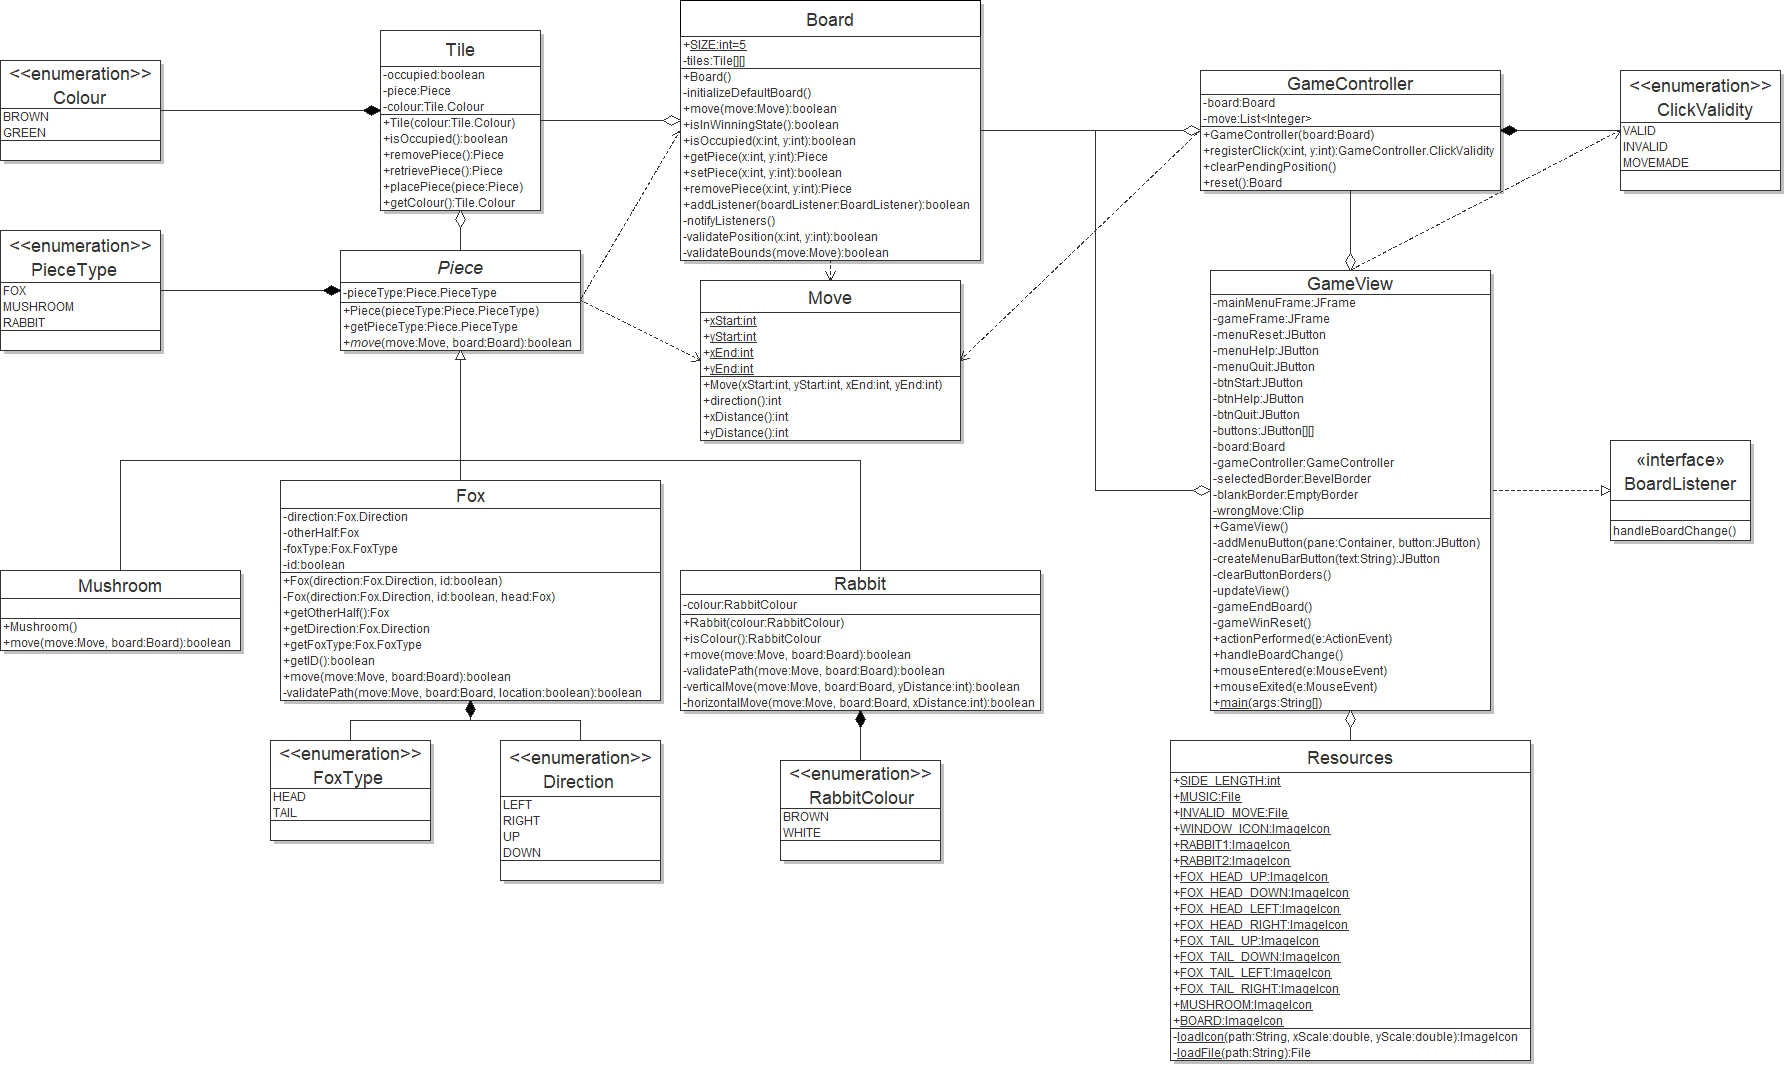 <<enumeration>>
Colour
BROWN
GREEN
Tile
-occupied:boolean
-piece:Piece
-colour:Tile.Colour
+Tile(colour:Tile.Colour)
+isOccupied():boolean
+removePiece():Piece
+retrievePiece():Piece
+placePiece(piece:Piece)
+getColour():Tile.Colour
Board
+SIZE:int=5
-tiles:Tile[][]
+Board()
-initializeDefaultBoard()
+move(move:Move):boolean
+isInWinningState():boolean
+isOccupied(x:int, y:int):boolean
+getPiece(x:int, y:int):Piece
+setPiece(x:int, y:int):boolean
+removePiece(x:int, y:int):Piece
+addListener(boardListener:BoardListener):boolean
-notifyListeners()
-validatePosition(x:int, y:int):boolean
-validateBounds(move:Move):boolean
GameController
-board:Board
-move:List<Integer>
+GameController(board:Board)
+registerClick(x:int, y:int):GameController.ClickValidity
+clearPendingPosition()
+reset():Board
<<enumeration>>
ClickValidity
VALID
INVALID
MOVEMADE
<<enumeration>>
PieceType
FOX
MUSHROOM
RABBIT
Piece
-pieceType:Piece.PieceType
+Piece(pieceType:Piece.PieceType)
+getPieceType:Piece.PieceType
+move(move:Move, board:Board):boolean
Move
+xStart:int
+yStart:int
+xEnd:int
+yEnd:int
+Move(xStart:int, yStart:int, xEnd:int, yEnd:int)
+direction():int
+xDistance():int
+yDistance():int
GameView
-mainMenuFrame:JFrame
-gameFrame:JFrame
-menuReset:JButton
-menuHelp:JButton
-menuQuit:JButton
-btnStart:JButton
-btnHelp:JButton
-btnQuit:JButton
-buttons:JButton[][]
-board:Board
-gameController:GameController
-selectedBorder:BevelBorder
-blankBorder:EmptyBorder
-wrongMove:Clip
+GameView()
-addMenuButton(pane:Container, button:JButton)
-createMenuBarButton(text:String):JButton
-clearButtonBorders()
-updateView()
-gameEndBoard()
-gameWinReset()
+actionPerformed(e:ActionEvent)
+handleBoardChange()
+mouseEntered(e:MouseEvent)
+mouseExited(e:MouseEvent)
+main(args:String[])
«interface»
BoardListener
handleBoardChange()
Mushroom
+Mushroom()
+move(move:Move, board:Board):boolean
Fox
-direction:Fox.Direction
-otherHalf:Fox
-foxType:Fox.FoxType
-id:boolean
+Fox(direction:Fox.Direction, id:boolean)
-Fox(direction:Fox.Direction, id:boolean, head:Fox)
+getOtherHalf():Fox
+getDirection:Fox.Direction
+getFoxType:Fox.FoxType
+getID():boolean
+move(move:Move, board:Board):boolean
-validatePath(move:Move, board:Board, location:boolean):boolean
Rabbit
-colour:RabbitColour
+Rabbit(colour:RabbitColour)
+isColour():RabbitColour
+move(move:Move, board:Board):boolean
-validatePath(move:Move, board:Board):boolean
-verticalMove(move:Move, board:Board, yDistance:int):boolean
-horizontalMove(move:Move, board:Board, xDistance:int):boolean
<<enumeration>>
FoxType
HEAD
TAIL
<<enumeration>>
Direction
LEFT
RIGHT
UP
DOWN
<<enumeration>>
RabbitColour
BROWN
WHITE
Resources
+SIDE_LENGTH:int
+MUSIC:File
+INVALID_MOVE:File
+WINDOW_ICON:ImageIcon
+RABBIT1:ImageIcon
+RABBIT2:ImageIcon
+FOX_HEAD_UP:ImageIcon
+FOX_HEAD_DOWN:ImageIcon
+FOX_HEAD_LEFT:ImageIcon
+FOX_HEAD_RIGHT:ImageIcon
+FOX_TAIL_UP:ImageIcon
+FOX_TAIL_DOWN:ImageIcon
+FOX_TAIL_LEFT:ImageIcon
+FOX_TAIL_RIGHT:ImageIcon
+MUSHROOM:ImageIcon
+BOARD:ImageIcon
-loadIcon(path:String, xScale:double, yScale:double):ImageIcon
-loadFile(path:String):File